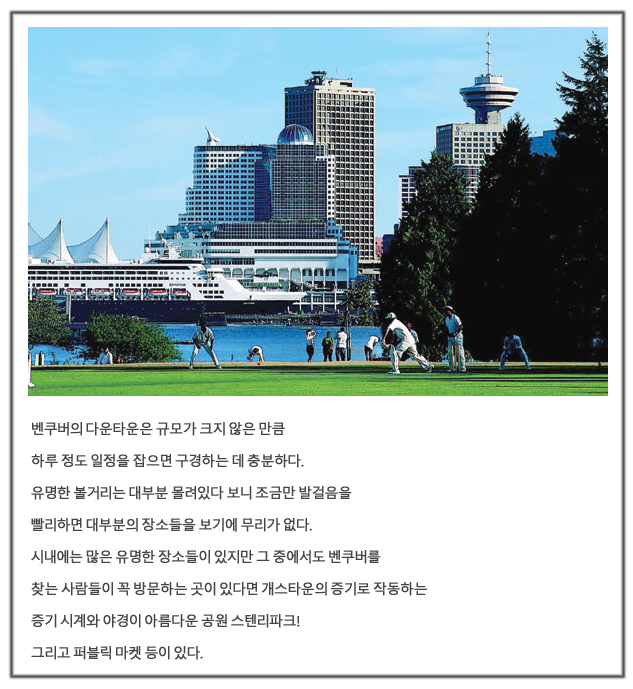 벤쿠버의 다운타운은 규모가 크지 않은 만큼
하루 정도 일정을 잡으면 구경하는 데 충분하다.
유명한 볼거리는 대부분 몰려있다 보니 조금만 발걸음을
빨리하면 대부분의 장소들을 보기에 무리가 없다.
시내에는 많은 유명한 장소들이 있지만 그 중에서도 벤쿠버를
찾는 사람들이 꼭 방문하는 곳이 있다면 개스타운의 증기로 작동하는
증기 시계와 야경이 아름다운 공원 스텐리파크!
그리고 퍼블릭 마켓 등이 있다.